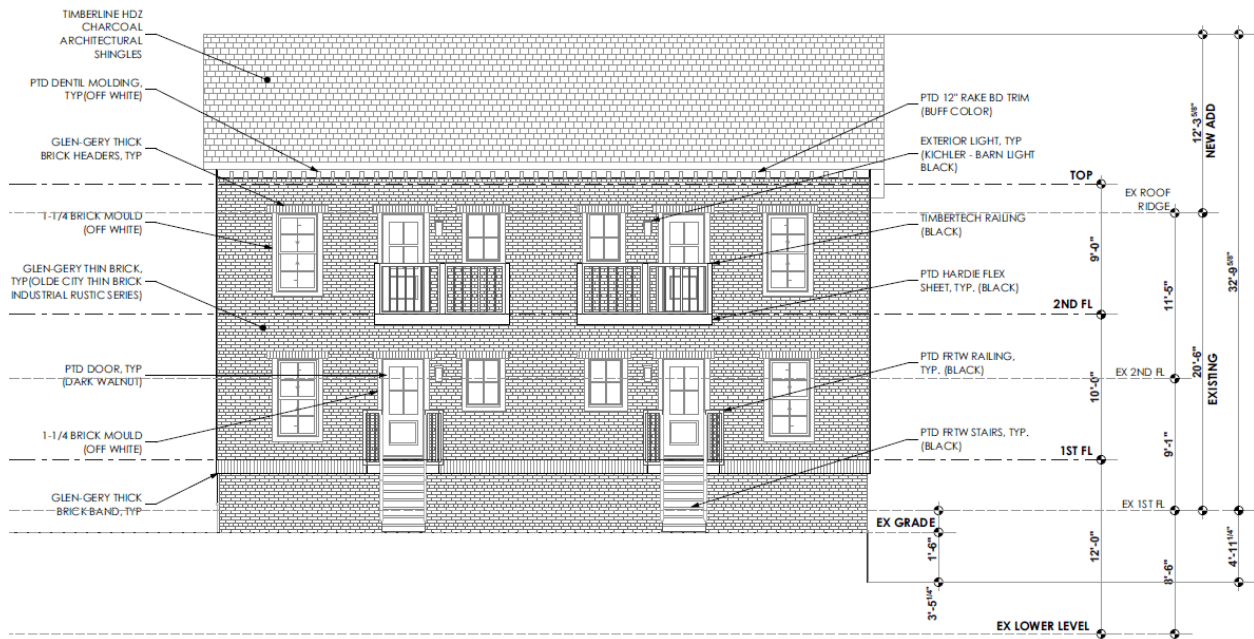 TIMBERLINE HDZ
CHARCOAL
ARCHITECTURAL
SHINGLES
PTD DENTIL MOLDING,
TYP(OFF WHITE)
GLEN-GERY THICK
BRICK HEADERS, TYP
1-1/4 BRICK MOULD
(OFF WHITE)
GLEN-GERY THIN BRICK,
TYP(OLDE CITY THIN BRICK
INDUSTRIAL RUSTIC SERIES)
PTD DOOR, TYP
(DARK WALNUT)
1-1/4 BRICK MOULD
(OFF WHITE)
GLEN-GERY THICK
BRICK BAND, TYP
PTD 12" RAKE BD TRIM
(BUFF COLOR)
EXTERIOR LIGHT, TYP
(KICHLER - BARN LIGHT
BLACK)
TIMBERTECH RAILING
(BLACK)
PTD HARDIE FLEX
SHEET, TYP. (BLACK)
PTD FRTW RAILING,
TYP. (BLACK)
PTD FRTW STAIRS, TYP.
(BLACK)
TOP
2ND FL
1ST FL
EX GRADE
EX LOWER LEVEL
EX ROOF
RIDGE
EX 2ND FL
EX 1ST FL
1'-6"
3'-5 1/4"
9'-0"
10'-0"
12'-0"
11'-5"
9'-1"
8'-6"
12'-3 5/8"
NEW ADD
20'-6"
EXISTING
32'-9 5/8"
4'-11 1/4"